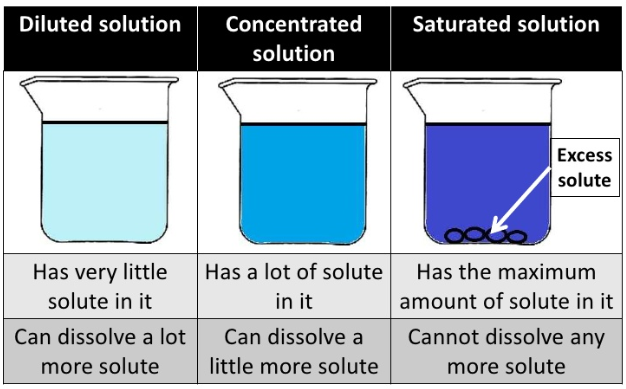 Diluted solution
Concentrated
solution
Saturated solution
Excess
solute
Has very little
solute in it
Has a lot of solute
in it
Has the maximum
amount of solute in it
Can dissolve a lot
more solute
Can dissolve a
little more solute
Cannot dissolve any
more solute